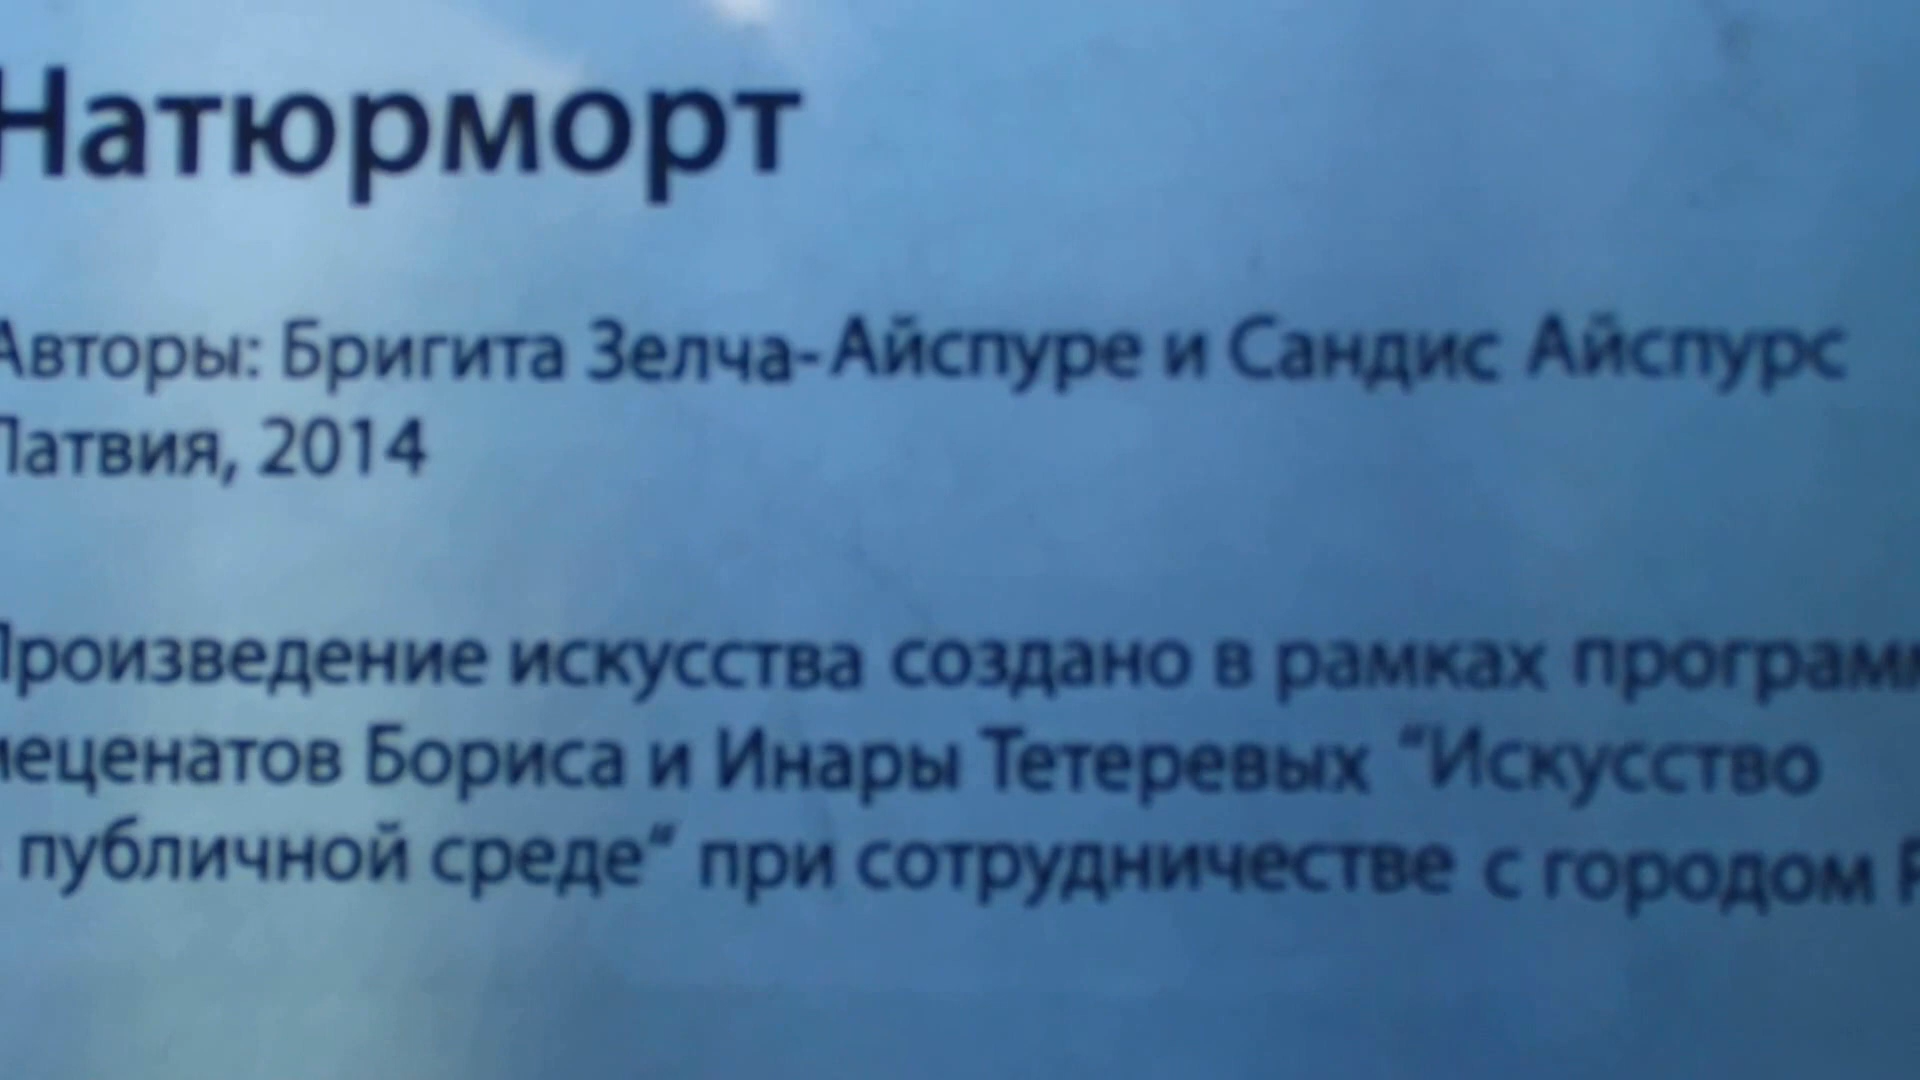 Натюрморт
Авторы: Бригита Зелча-Айспуре и Сандис Айспурс
Латвия, 2014
Произведение искусства создано в рамках
меценатов Бориса и Инары Тетеревых “Искусство
публичной среде“ при сотрудничестве с городом